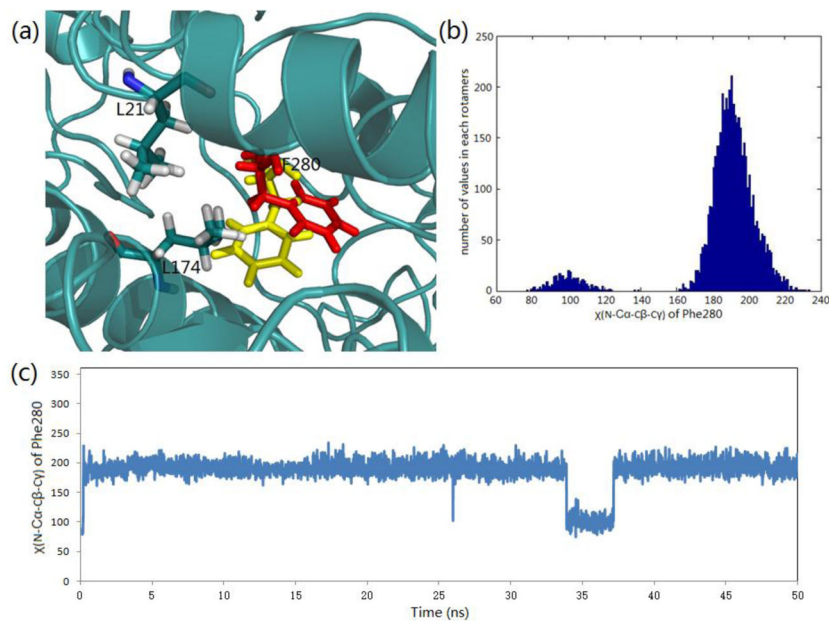 (a)
L21
F280
L174
(b)
250
200
150
100
50
0
number of values in each rotamers
60 80 100 120 140 160 180 200 220 240
χ(N-Cα-cβ-cγ) of Phe280
(c)
350
300
250
200
150
100
50
0
χ(N-Cα-cβ-cγ) of Phe280
0 5 10 15 20 25 30 35 40 45 50
Time (ns)